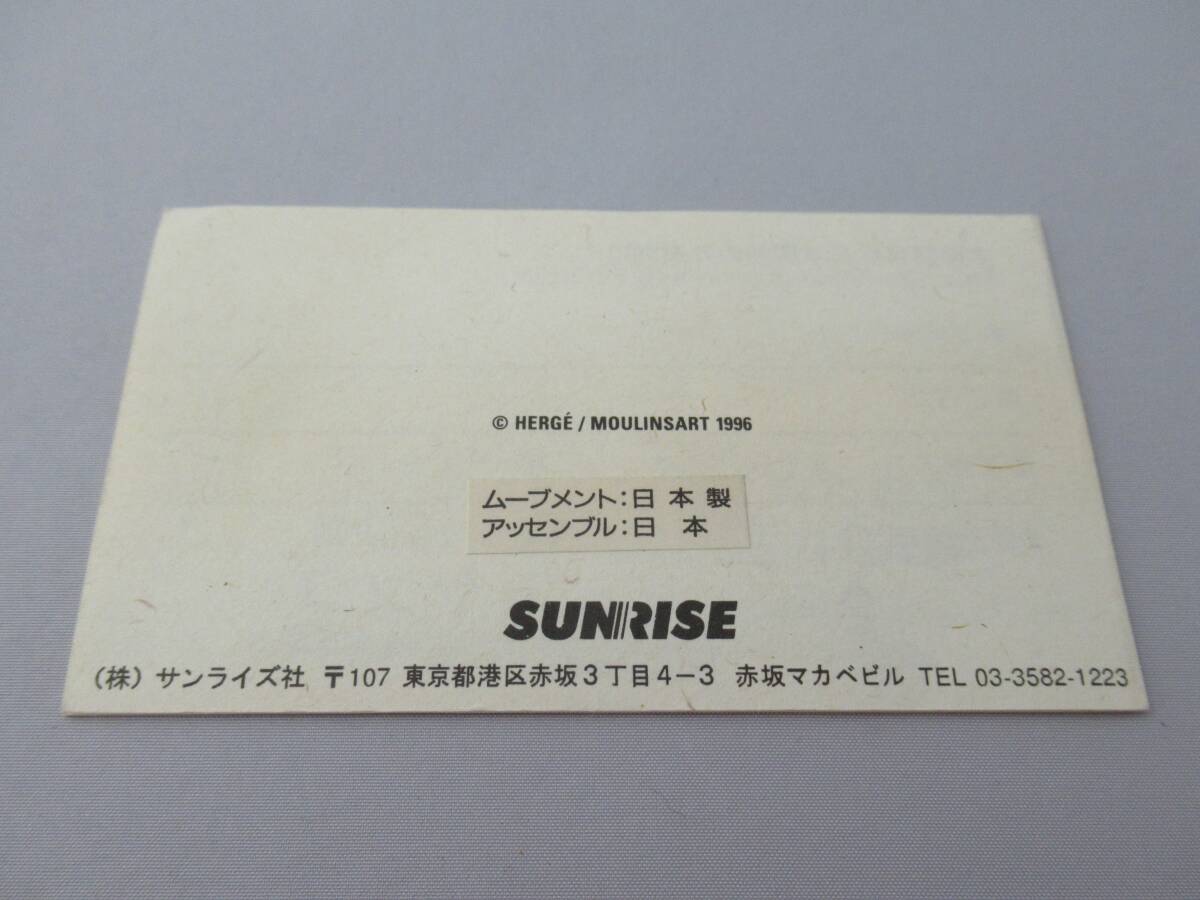 © HERGÉ / MOULINSART 1996
ムーブメント:日本製
アッセンブル:日 本
SUNRISE
(株)サンライズ社 〒107 東京都港区赤坂3丁目4-3 赤坂マカベビル TEL 03-3582-1223